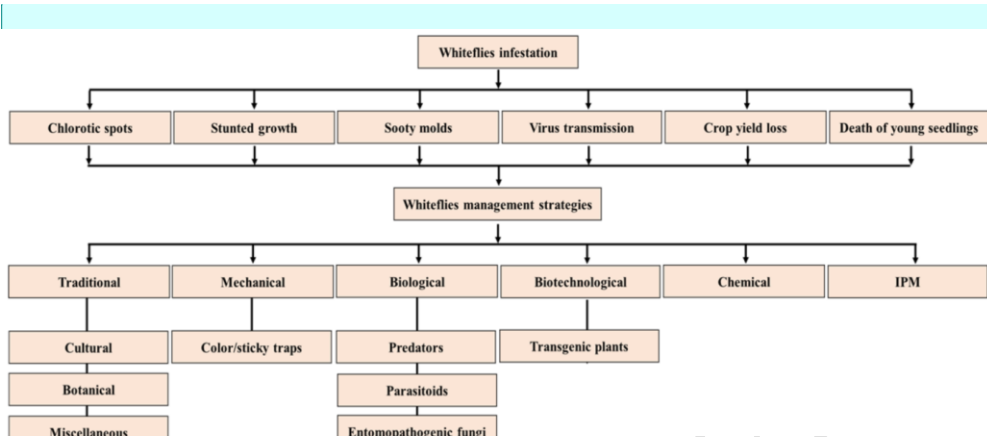 Whiteflies infestation
Chlorotic spots
Stunted growth
Sooty molds
Virus transmission
Crop yield loss
Death of young seedlings
Whiteflies management strategies
Traditional
Mechanical
Biological
Biotechnological
Chemical
IPM
Cultural
Color/sticky traps
Predators
Transgenic plants
Botanical
Parasitoids
Miscellaneous
Entomopathogenic fungi